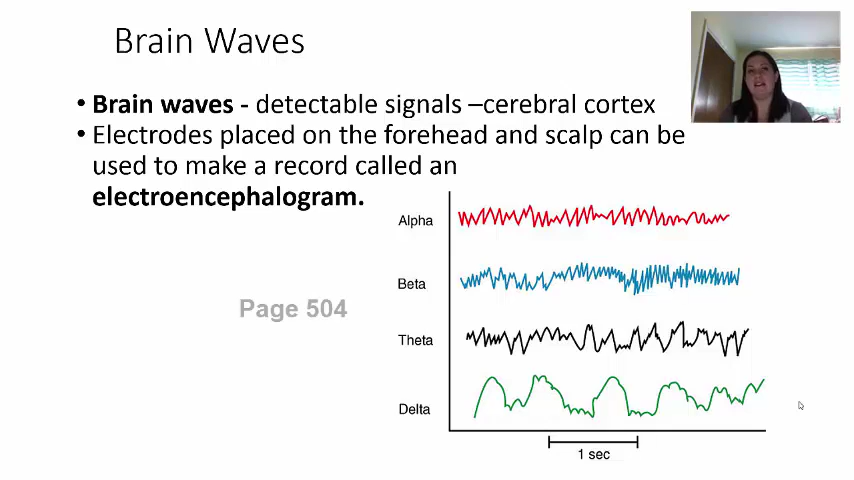 Brain Waves
• Brain waves - detectable signals –cerebral cortex
• Electrodes placed on the forehead and scalp can be
used to make a record called an
electroencephalogram.
Alpha
Beta
Page 504
Theta
Delta
1 sec